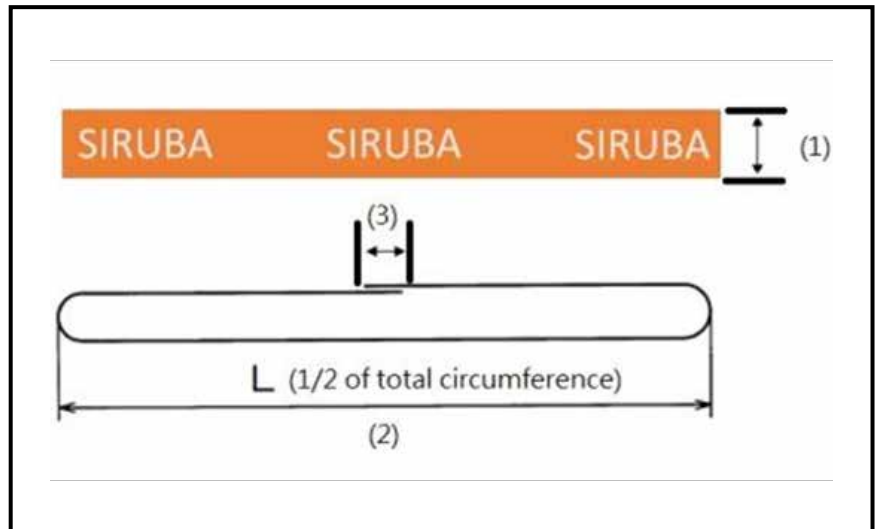 SIRUBA SIRUBA SIRUBA
(1)
(3)
L (1/2 of total circumference)
(2)